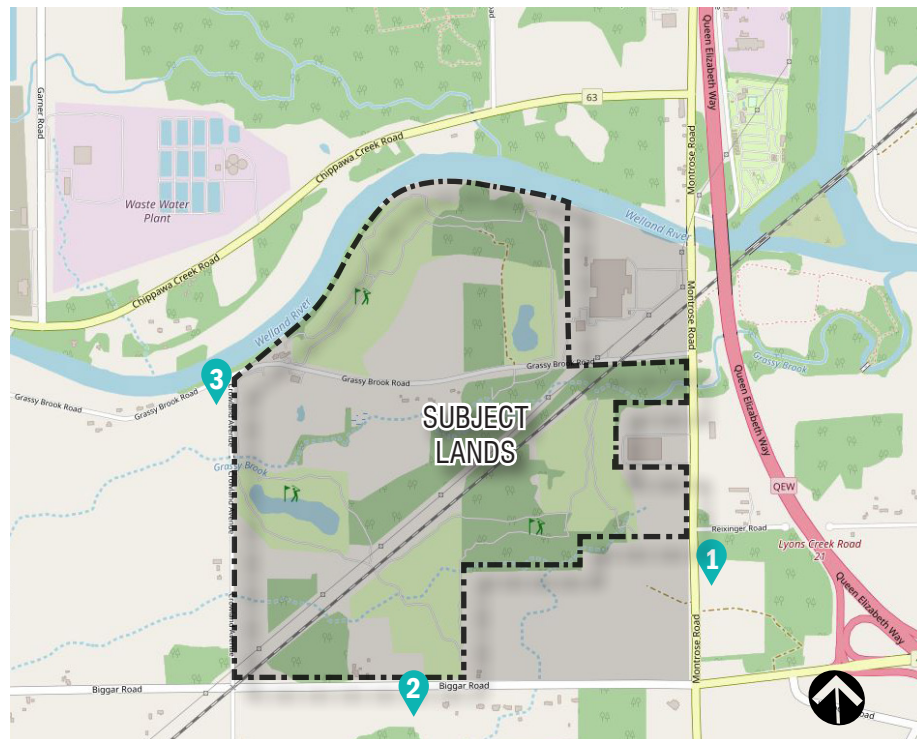 Garner Road
63
Chippawa Creek Road
Queen Elizabeth Way
Montrose Road
Waste Water
Plant
Welland River
Chippawa Creek Road
Welland River
Montrose Road
Grassy Brook
Grassy Brook Road
Grassy Brook Road
3
Grassy Brook Road
Grassy Brook Road
SUBJECT
LANDS
Queen Elizabeth Way
Grassy Brook
QEW
Reixinger Road
1
Lyons Creek Road
21
Queen Elizabeth Way
Montrose Road
2
Biggar Road
Biggar Road